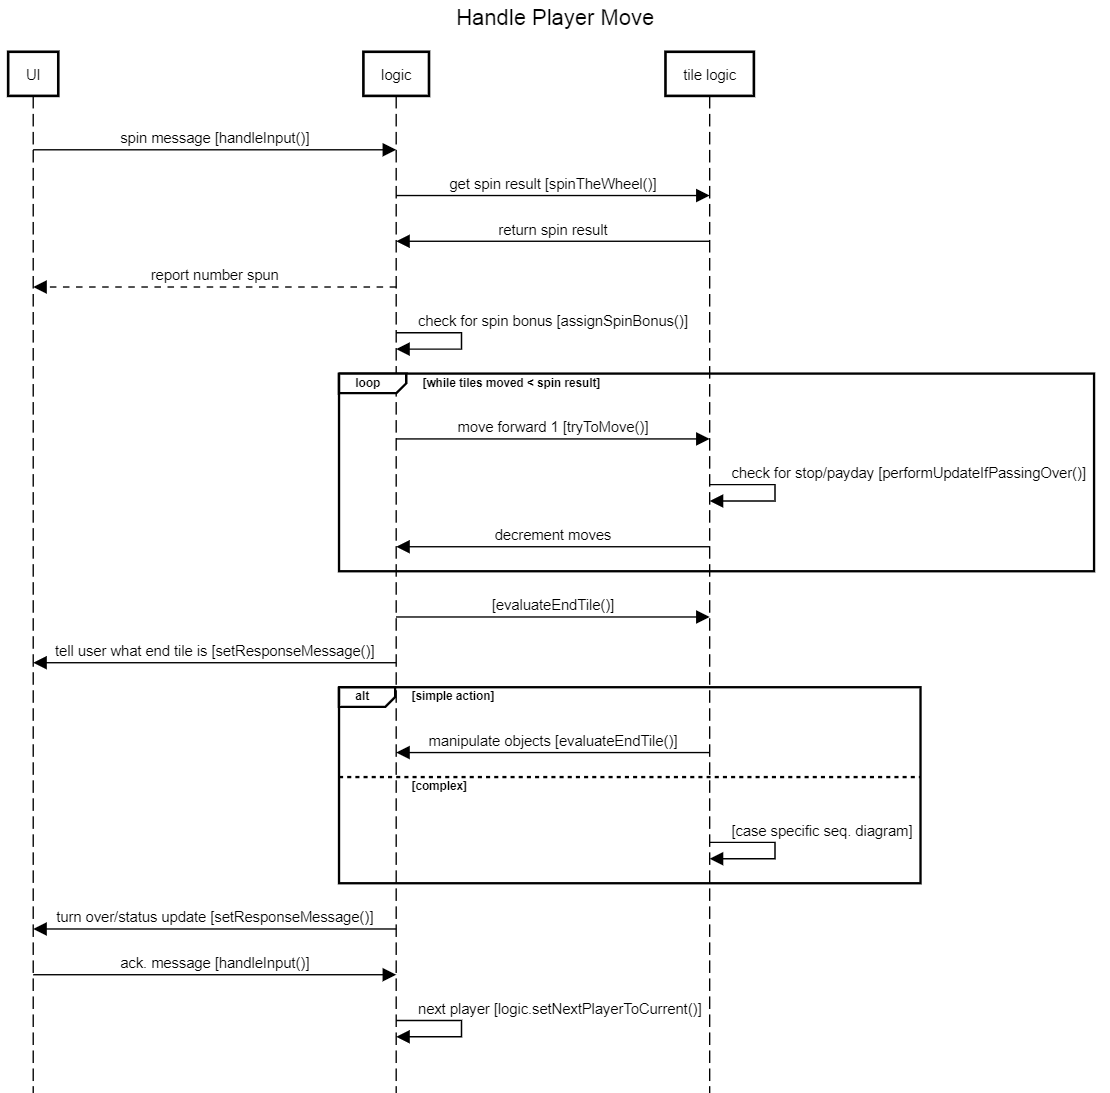 Handle Player Move
UI
logic
tile logic
spin message [handleInput()]
get spin result [spinTheWheel()]
return spin result
report number spun
check for spin bonus [assignSpinBonus()]
loop
[while tiles moved < spin result]
move forward 1 [tryToMove()]
check for stop/payday [performUpdateIfPassingOver()]
decrement moves
[evaluateEndTile()]
tell user what end tile is [setResponseMessage()]
alt
[simple action]
manipulate objects [evaluateEndTile()]
[complex]
[case specific seq. diagram]
turn over/status update [setResponseMessage()]
ack. message [handleInput()]
next player [logic.setNextPlayerToCurrent()]